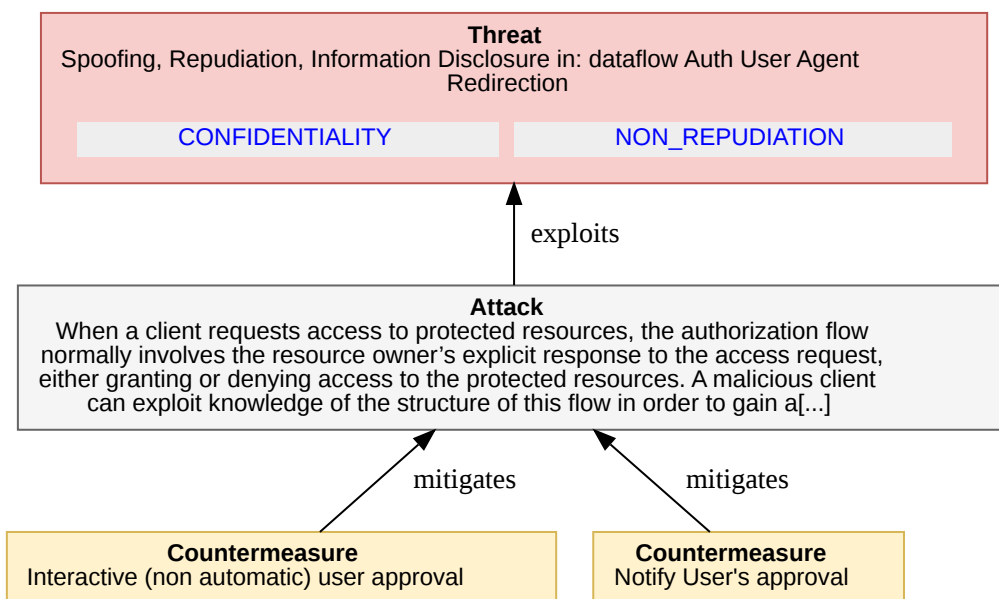 Threat
Spoofing, Repudiation, Information Disclosure in: dataflow Auth User Agent
Redirection
CONFIDENTIALITY
NON_REPUDIATION
exploits
Attack
When a client requests access to protected resources, the authorization flow
normally involves the resource owner’s explicit response to the access request,
either granting or denying access to the protected resources. A malicious client
can exploit knowledge of the structure of this flow in order to gain a[...]
mitigates
mitigates
Countermeasure
Interactive (non automatic) user approval
Countermeasure
Notify User's approval